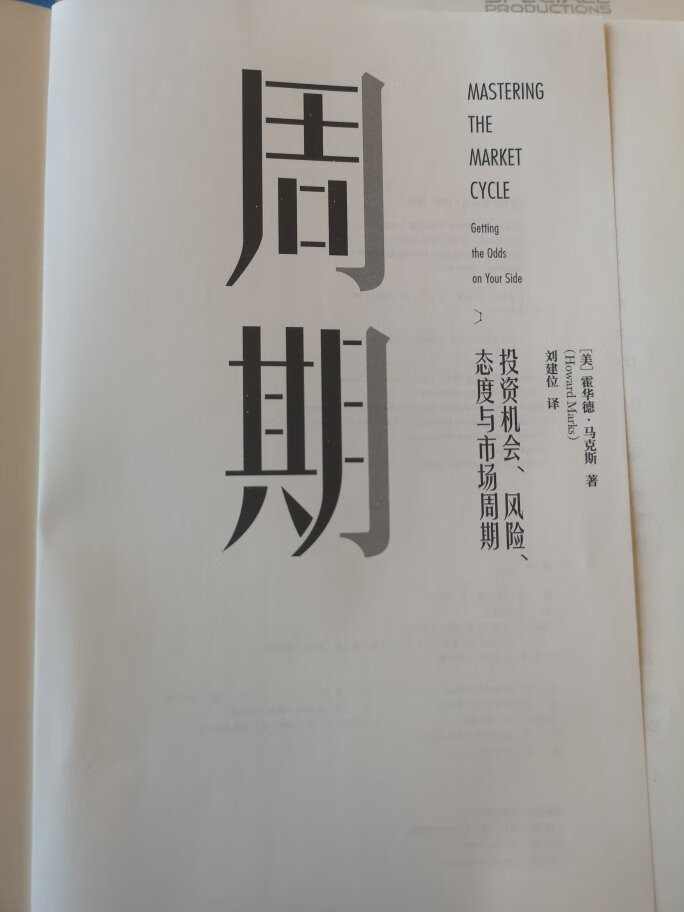 PRODUCTIONS
周期
MASTERING
THE
MARKET
CYCLE
Getting
the Odds
on Your Side
投资机会、风险、
态度与市场周期
[美] 霍华德·马克斯 著
(Howard Marks)
刘建位 译